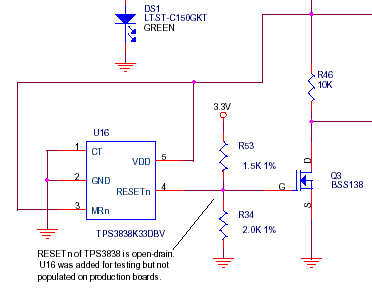 DS1
LTST-C150GKT
GREEN
R46
10K
3.3V
U16
R53
1.5K 1%
Q3
BSS138
1
CT
VDD
5
D
2
GND
RESETn
4
G
3
MRn
S
TPS3838K33DBV
R34
2.0K 1%
RESETn of TPS3838 is open-drain.
U16 was added for testing but not
populated on production boards.